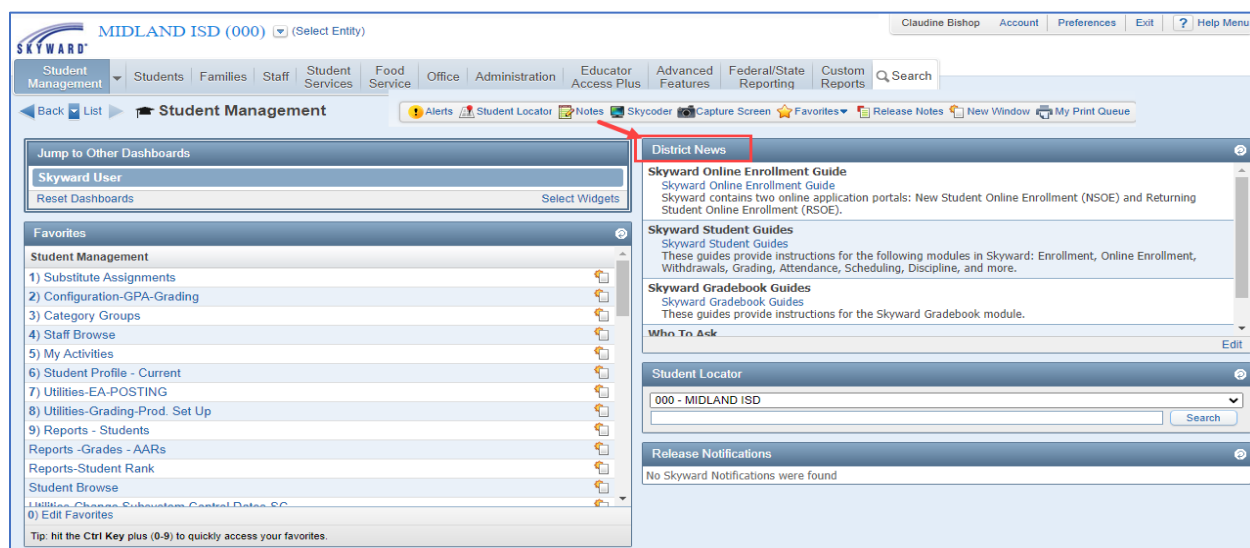 Claudine Bishop Account Preferences Exit ? Help Menu
SKYWARD®
MIDLAND ISD (000) (Select Entity)
Student Management Students Families Staff Student Services Food Service Office Administration Educator Access Plus Advanced Features Federal/State Reporting Custom Reports Search
Back List Student Management
Alerts Student Locator Notes Skycoder Capture Screen Favorites Release Notes New Window My Print Queue
Jump to Other Dashboards
Skyward User
Reset Dashboards Select Widgets
Favorites
Student Management
1) Substitute Assignments
2) Configuration-GPA-Grading
3) Category Groups
4) Staff Browse
5) My Activities
6) Student Profile - Current
7) Utilities-EA-POSTING
8) Utilities-Grading-Prod. Set Up
9) Reports - Students
Reports -Grades - AARs
Reports-Student Rank
Student Browse
Utilities-Change Subsystem Control Dates-SC
0) Edit Favorites
Tip: hit the Ctrl Key plus (0-9) to quickly access your favorites.
District News
Skyward Online Enrollment Guide
Skyward Online Enrollment Guide
Skyward contains two online application portals: New Student Online Enrollment (NSOE) and Returning
Student Online Enrollment (RSOE).
Skyward Student Guides
Skyward Student Guides
These guides provide instructions for the following modules in Skyward: Enrollment, Online Enrollment,
Withdrawals, Grading, Attendance, Scheduling, Discipline, and more.
Skyward Gradebook Guides
Skyward Gradebook Guides
These guides provide instructions for the Skyward Gradebook module.
Who To Ask
Edit
Student Locator
000 - MIDLAND ISD
Search
Release Notifications
No Skyward Notifications were found